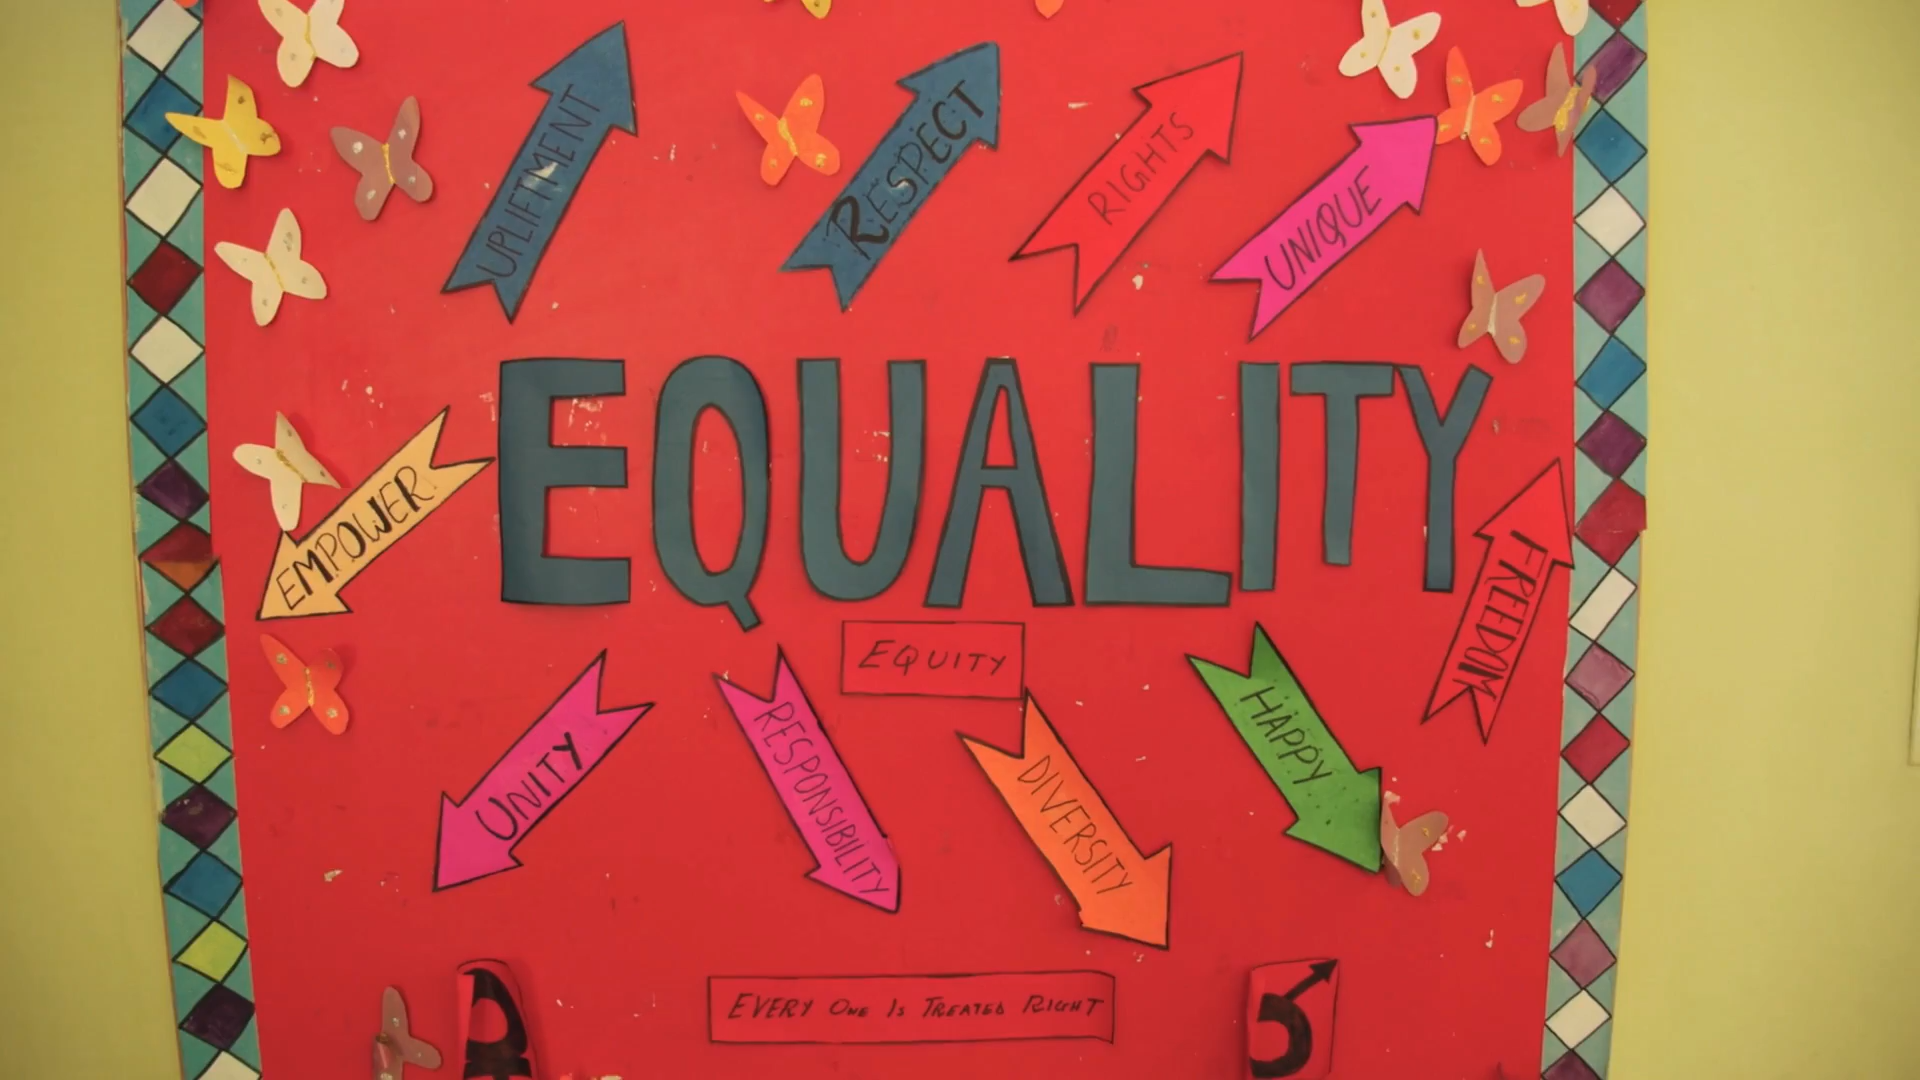 UPLIFTMENT
RESPECT
RIGHTS
UNIQUE
EQUALITY
EMPOWER
FREEDOM
EQUITY
UNITY
RESPONSIBILITY
DIVERSITY
HAPPY
EVERY ONE IS TREATED RIGHT